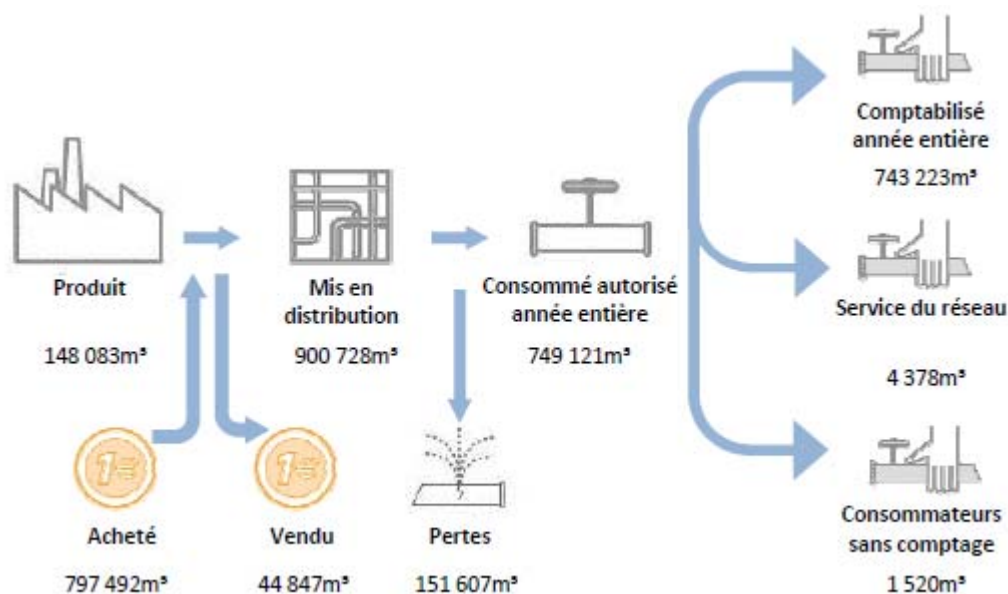 Comptabilisé
année entière
743 223m³
Produit
148 083m³
Mis en
distribution
900 728m³
Consommé autorisé
année entière
749 121m³
Service du réseau
4 378m³
Acheté
797 492m³
Vendu
44 847m³
Pertes
151 607m³
Consommateurs
sans comptage
1 520m³